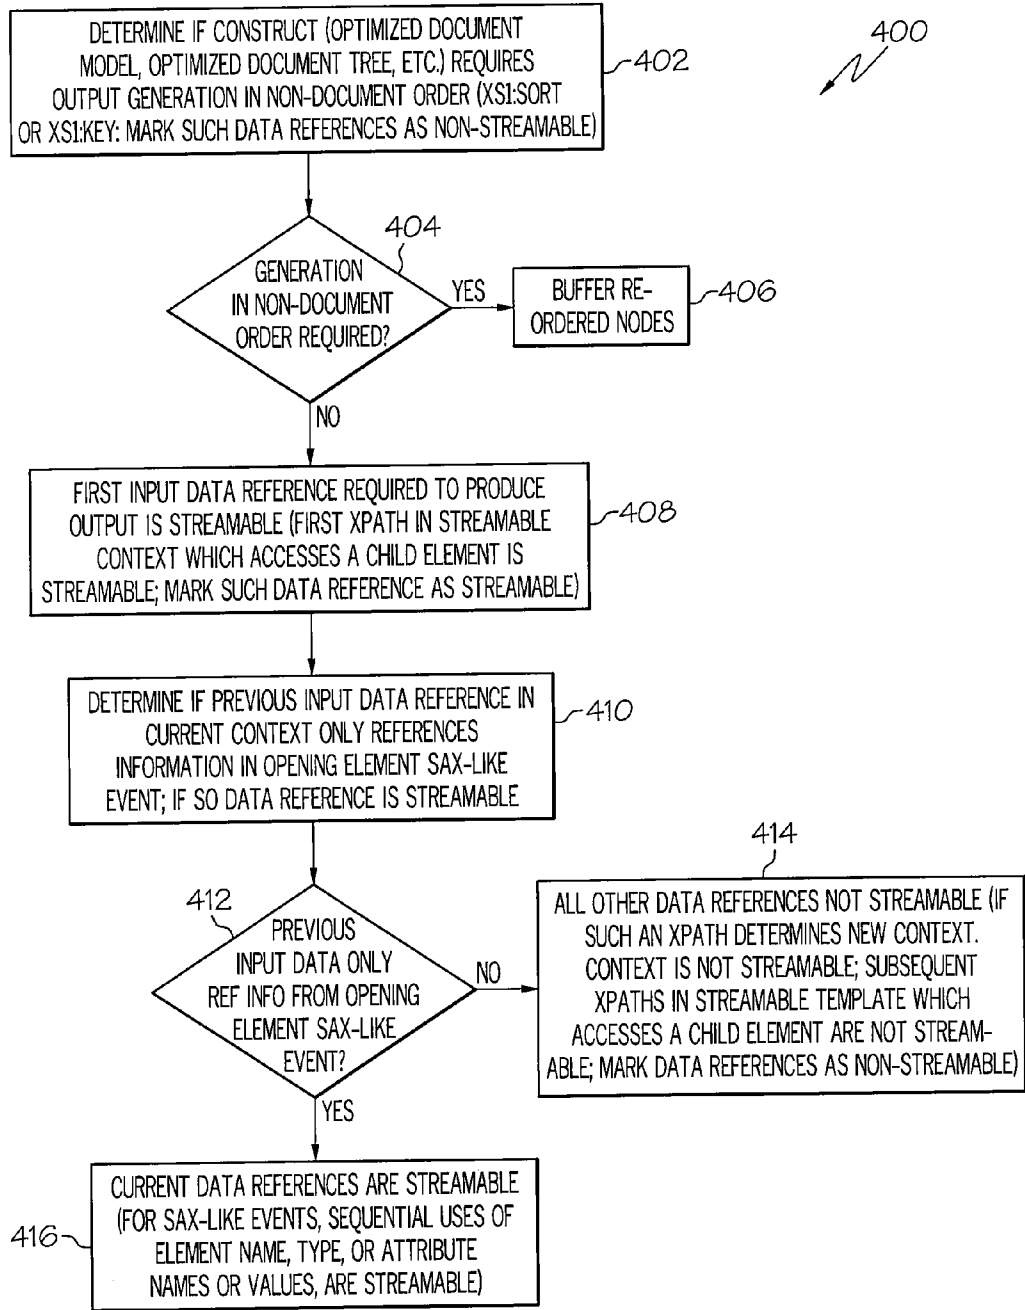 DETERMINE IF CONSTRUCT (OPTIMIZED DOCUMENT
MODEL, OPTIMIZED DOCUMENT TREE, ETC.) REQUIRES
OUTPUT GENERATION IN NON-DOCUMENT ORDER (XS1:SORT
OR XS1:KEY: MARK SUCH DATA REFERENCES AS NON-STREAMABLE)
402
400
404
GENERATION
IN NON-DOCUMENT
ORDER REQUIRED?
YES
BUFFER RE-
ORDERED NODES
406
NO
FIRST INPUT DATA REFERENCE REQUIRED TO PRODUCE
OUTPUT IS STREAMABLE (FIRST XPATH IN STREAMABLE
CONTEXT WHICH ACCESSES A CHILD ELEMENT IS
STREAMABLE; MARK SUCH DATA REFERENCE AS STREAMABLE)
408
DETERMINE IF PREVIOUS INPUT DATA REFERENCE IN
CURRENT CONTEXT ONLY REFERENCES
INFORMATION IN OPENING ELEMENT SAX-LIKE
EVENT; IF SO DATA REFERENCE IS STREAMABLE
410
412
PREVIOUS
INPUT DATA ONLY
REF INFO FROM OPENING
ELEMENT SAX-LIKE
EVENT?
NO
414
ALL OTHER DATA REFERENCES NOT STREAMABLE (IF
SUCH AN XPATH DETERMINES NEW CONTEXT.
CONTEXT IS NOT STREAMABLE; SUBSEQUENT
XPATHS IN STREAMABLE TEMPLATE WHICH
ACCESSES A CHILD ELEMENT ARE NOT STREAM-
ABLE; MARK DATA REFERENCES AS NON-STREAMABLE)
YES
CURRENT DATA REFERENCES ARE STREAMABLE
(FOR SAX-LIKE EVENTS, SEQUENTIAL USES OF
ELEMENT NAME, TYPE, OR ATTRIBUTE
NAMES OR VALUES, ARE STREAMABLE)
416